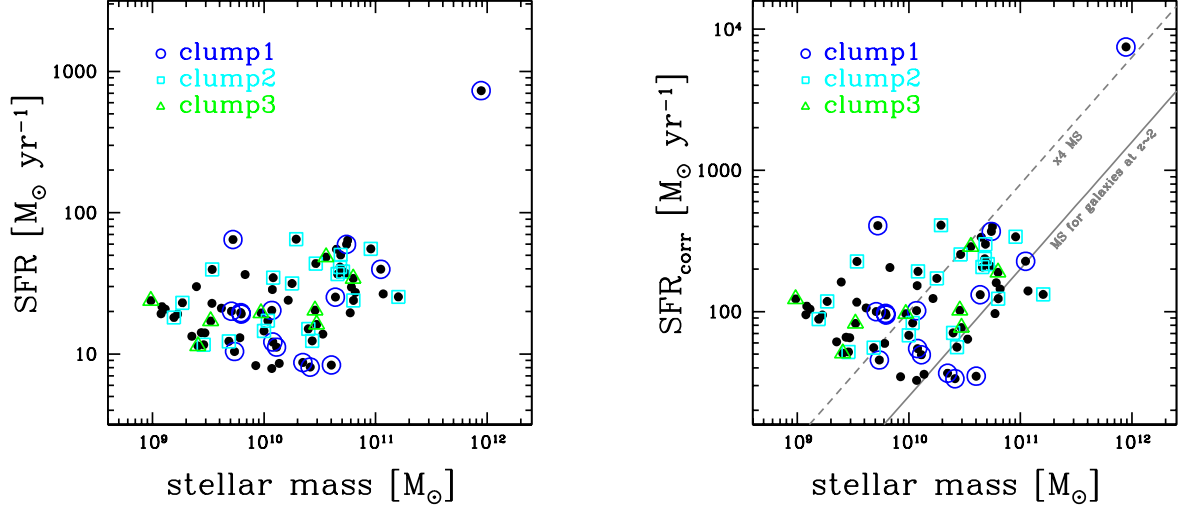 clump1
clump2
clump3
1000
100
10
SFR [M⊙ yr⁻¹]
10⁹
10¹⁰
10¹¹
10¹²
stellar mass [M⊙]
clump1
clump2
clump3
10⁴
1000
100
SFRcorr [M⊙ yr⁻¹]
x4 MS
MS for galaxies at z~2
10⁹
10¹⁰
10¹¹
10¹²
stellar mass [M⊙]